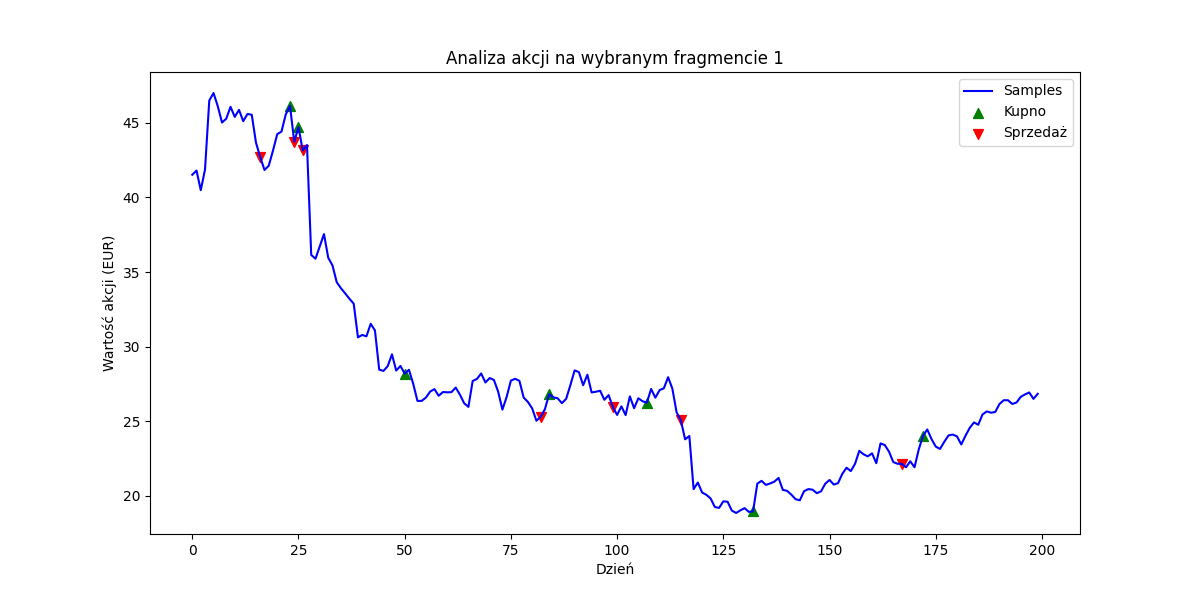 Analiza akcji na wybranym fragmencie 1
Samples
Kupno
Sprzedaż
Wartość akcji (EUR)
45
40
35
30
25
20
0 25 50 75 100 125 150 175 200
Dzień